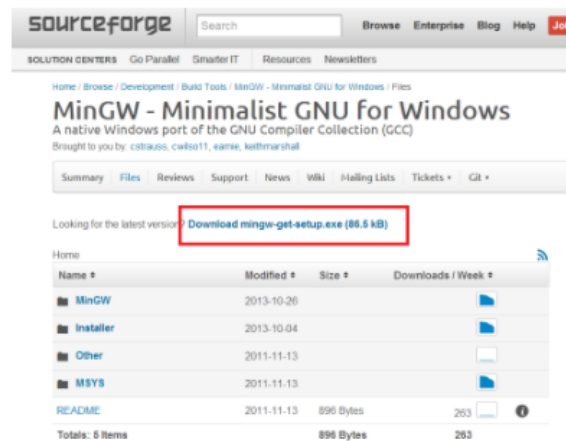 sourceforge
Search
Browse Enterprise Blog Help
SOLUTION CENTERS Go Parallel Smarter IT Resources Newsletters
Home / Browse / Development / Build Tools / MinGW - Minimalist GNU for Windows / Files
MinGW - Minimalist GNU for Windows
A native Windows port of the GNU Compiler Collection (GCC)
Brought to you by: cstrauss, cwilso11, earnie, keithmarshall
Summary Files Reviews Support News Wiki Mailing Lists Tickets Git
Looking for the latest version? Download mingw-get-setup.exe (86.5 kB)
Home
Name Modified Size Downloads / Week
MinGW 2013-10-26
Installer 2013-10-04
Other 2011-11-13
MSYS 2011-11-13
README 2011-11-13 896 Bytes 263
Totals: 5 Items 896 Bytes 263